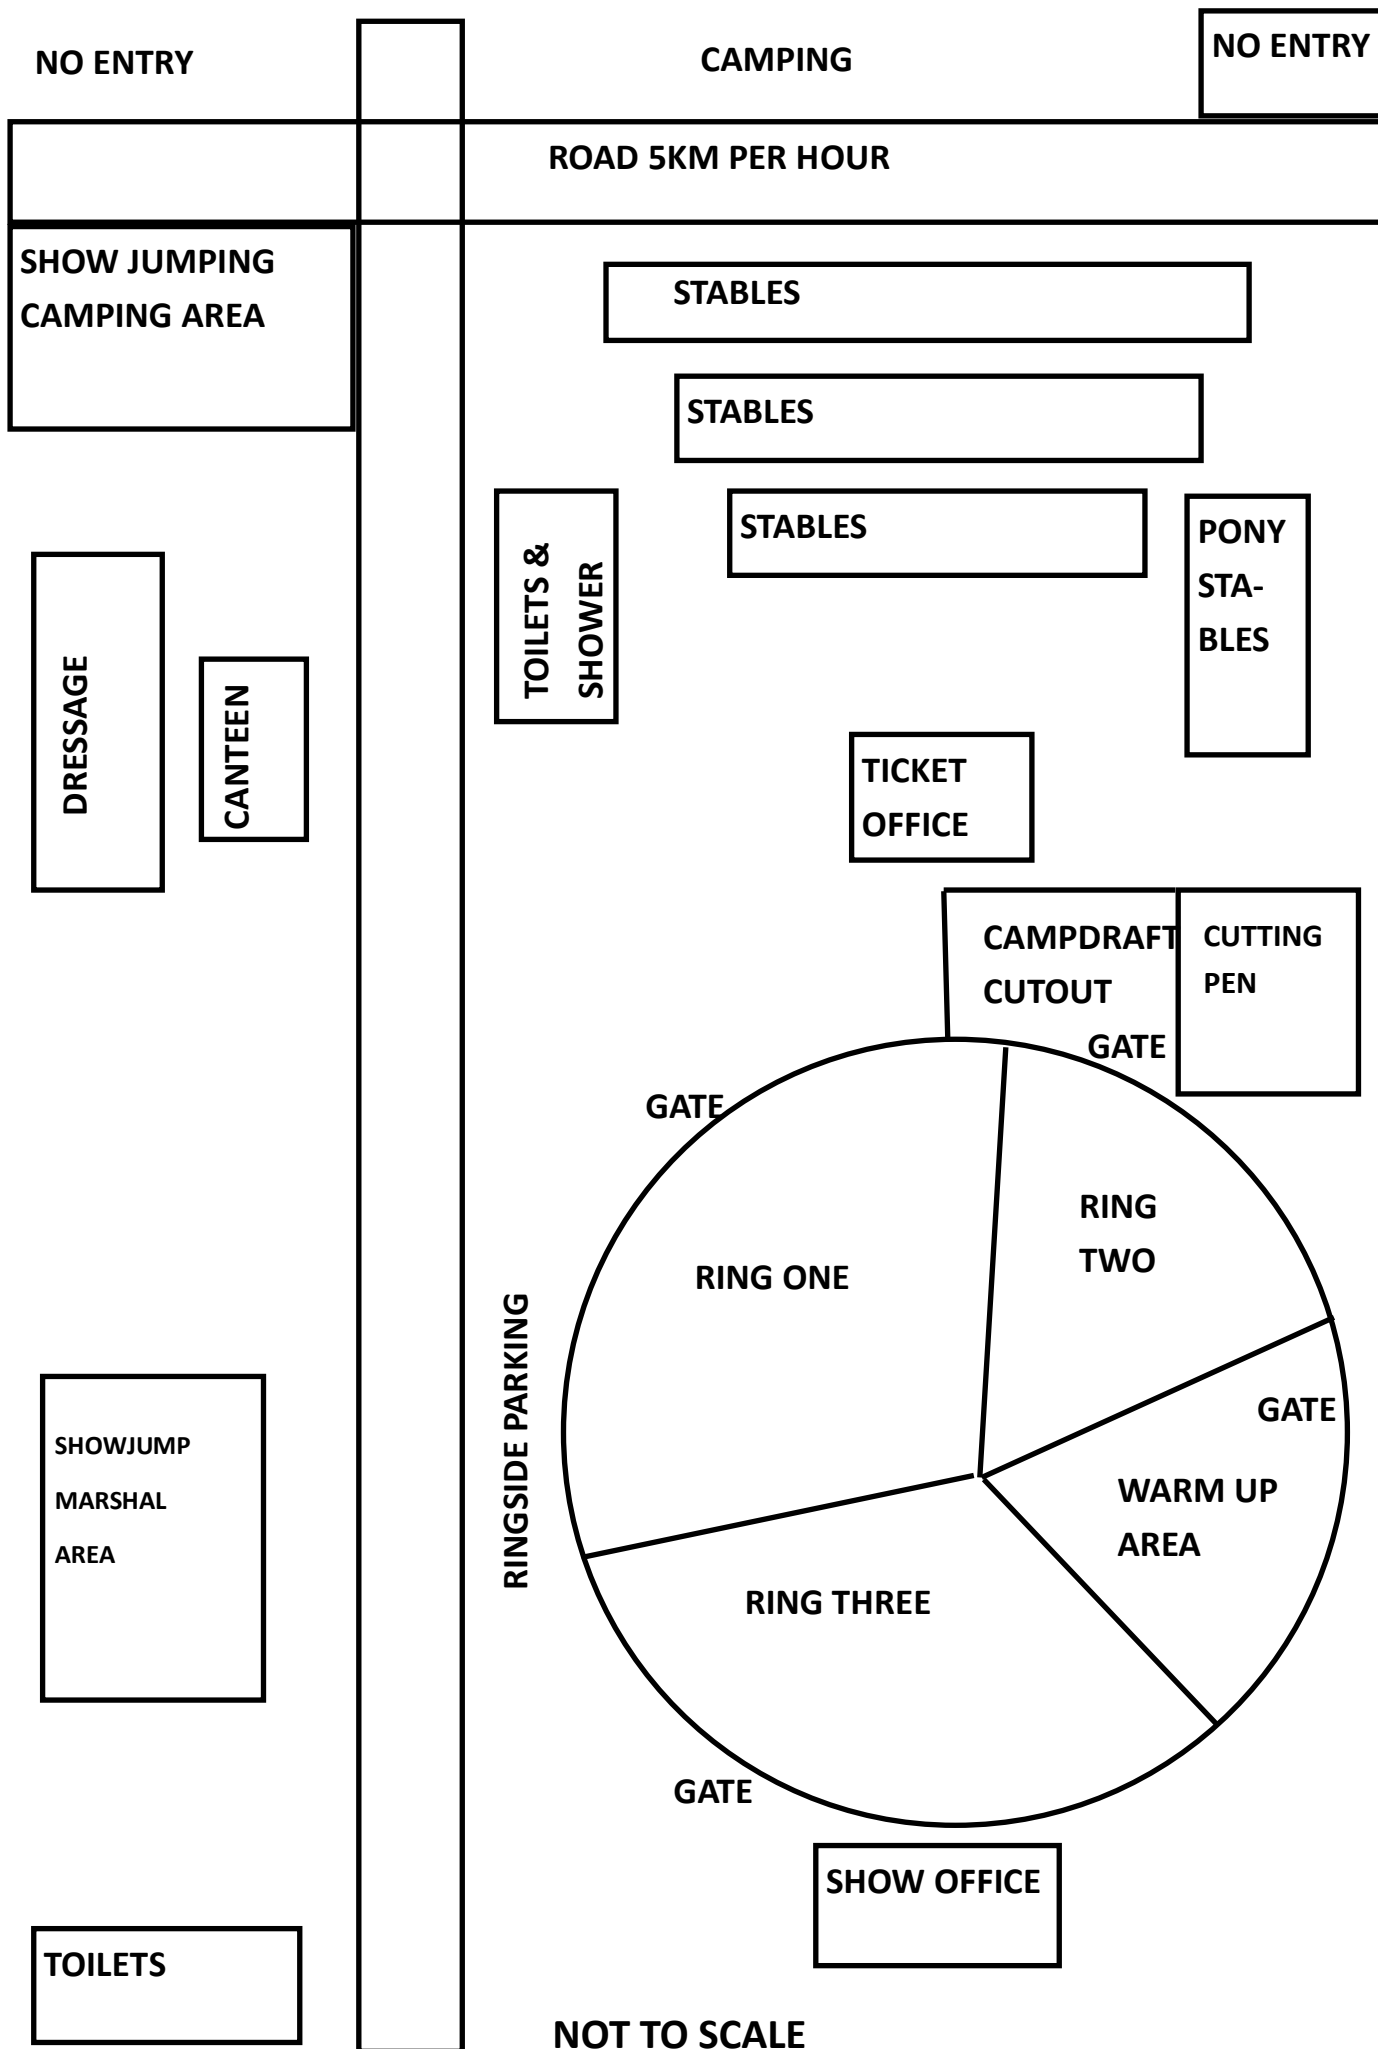 NO ENTRY
CAMPING
NO ENTRY
ROAD 5KM PER HOUR
SHOW JUMPING
CAMPING AREA
STABLES
STABLES
STABLES
TOILETS &
SHOWER
PONY
STA-
BLES
DRESSAGE
CANTEEN
TICKET
OFFICE
CAMPDRAFT
CUTOUT
GATE
CUTTING
PEN
GATE
RING
TWO
RING ONE
RINGSIDE PARKING
GATE
SHOWJUMP
MARSHAL
AREA
WARM UP
AREA
RING THREE
GATE
SHOW OFFICE
TOILETS
NOT TO SCALE